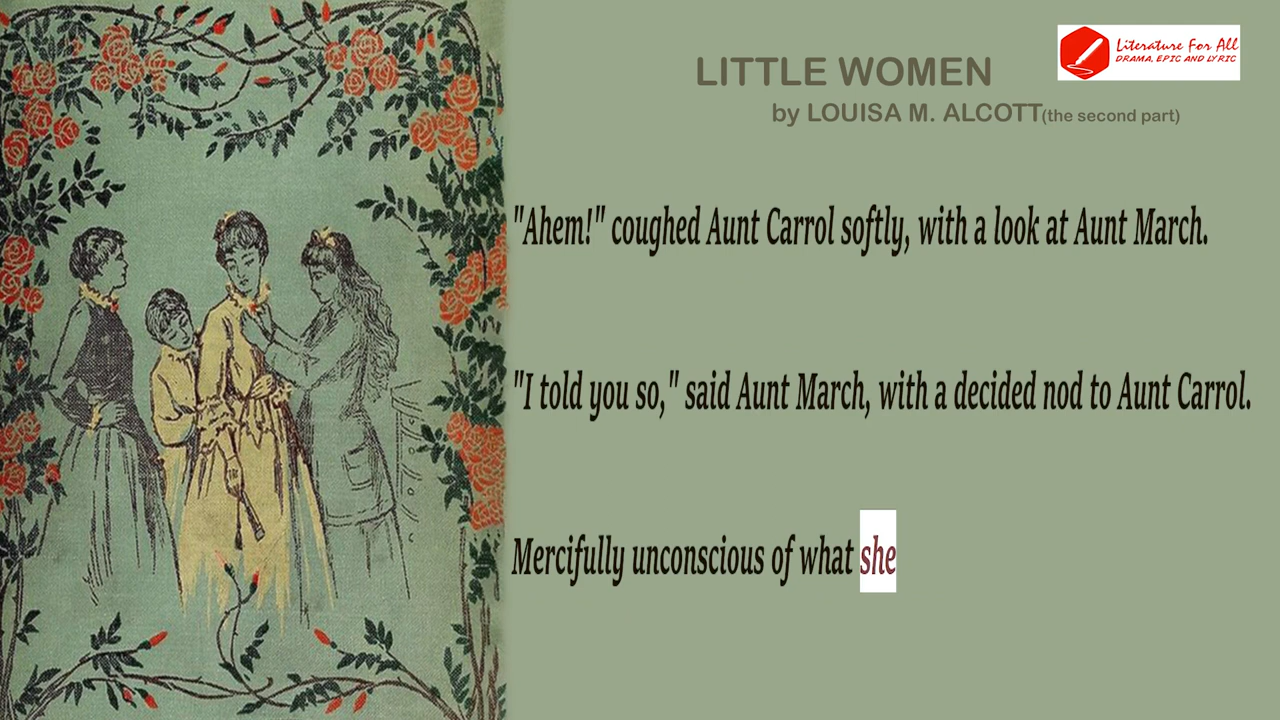 Literature For All
DRAMA, EPIC AND LYRIC
LITTLE WOMEN
by LOUISA M. ALCOTT(the second part)
"Ahem!" coughed Aunt Carrol softly, with a look at Aunt March.
"I told you so," said Aunt March, with a decided nod to Aunt Carrol.
Mercifully unconscious of what she